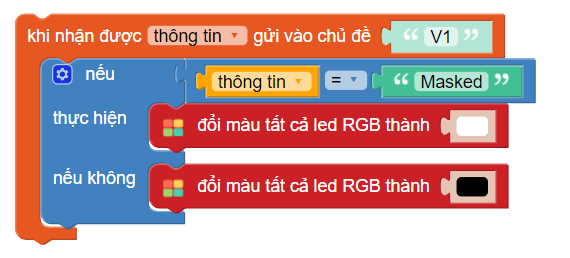 khi nhận được thông tin gửi vào chủ đề “ V1 ”
nếu thông tin = “ Masked ”
thực hiện đổi màu tất cả led RGB thành
nếu không đổi màu tất cả led RGB thành